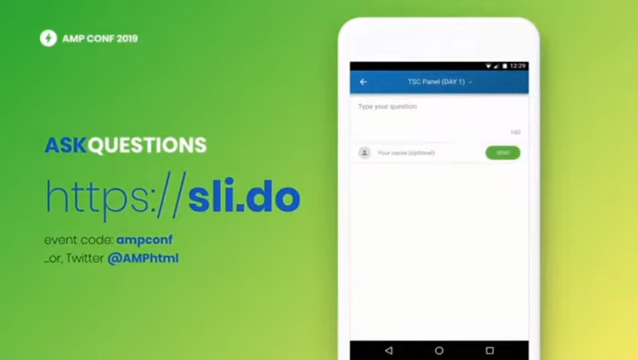 AMP CONF 2019
ASKQUESTIONS
https://sli.do
event code: ampconf
...or, Twitter @AMPhtml
12:29
TSC Panel (DAY 1)
Type your question
160
Your name (optional)
SEND